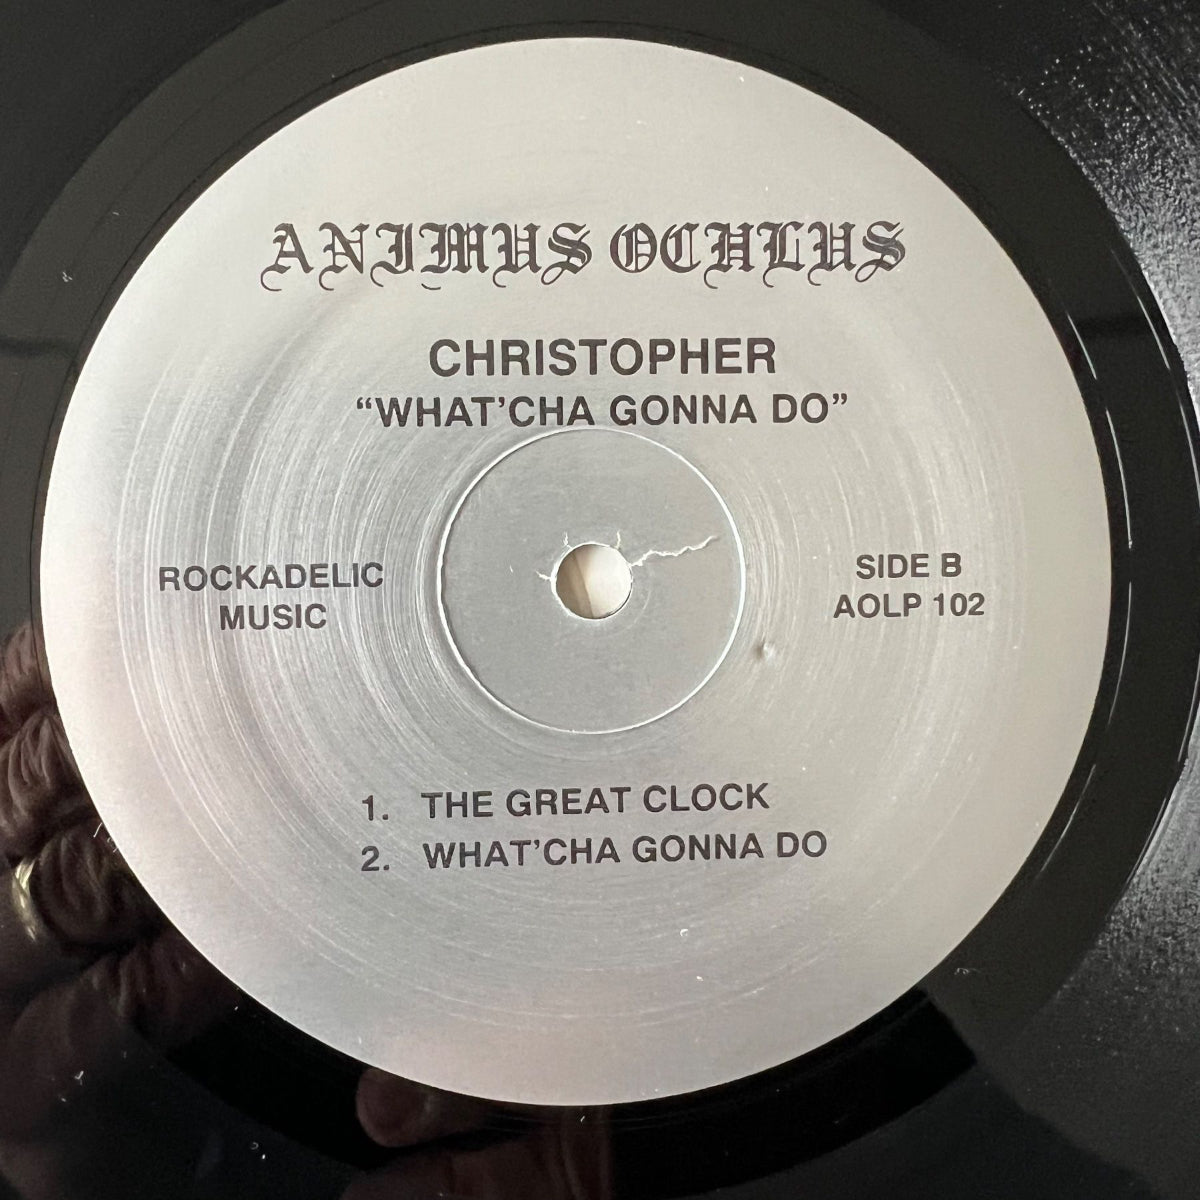 ANIMUS OCULUS
CHRISTOPHER
“WHAT’CHA GONNA DO”
ROCKADELIC
MUSIC
SIDE B
AOLP 102
1. THE GREAT CLOCK
2. WHAT’CHA GONNA DO